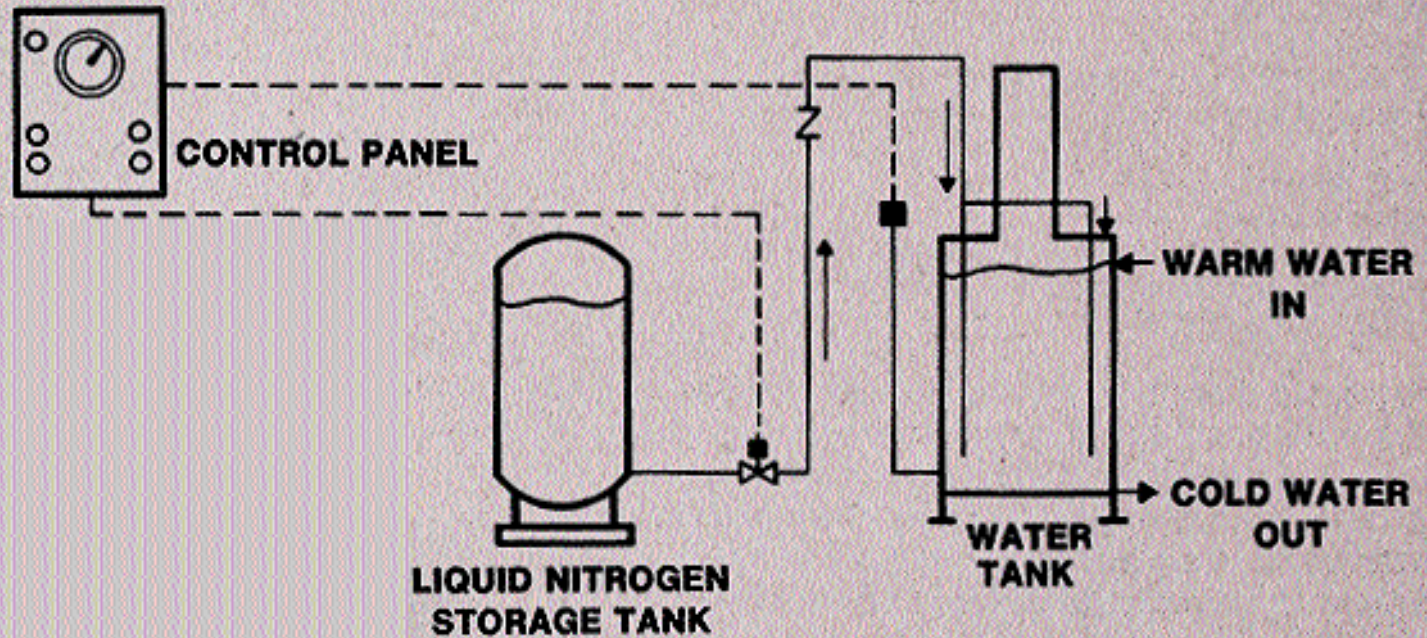 CONTROL PANEL
WARM WATER
IN
COLD WATER
OUT
WATER
TANK
LIQUID NITROGEN
STORAGE TANK